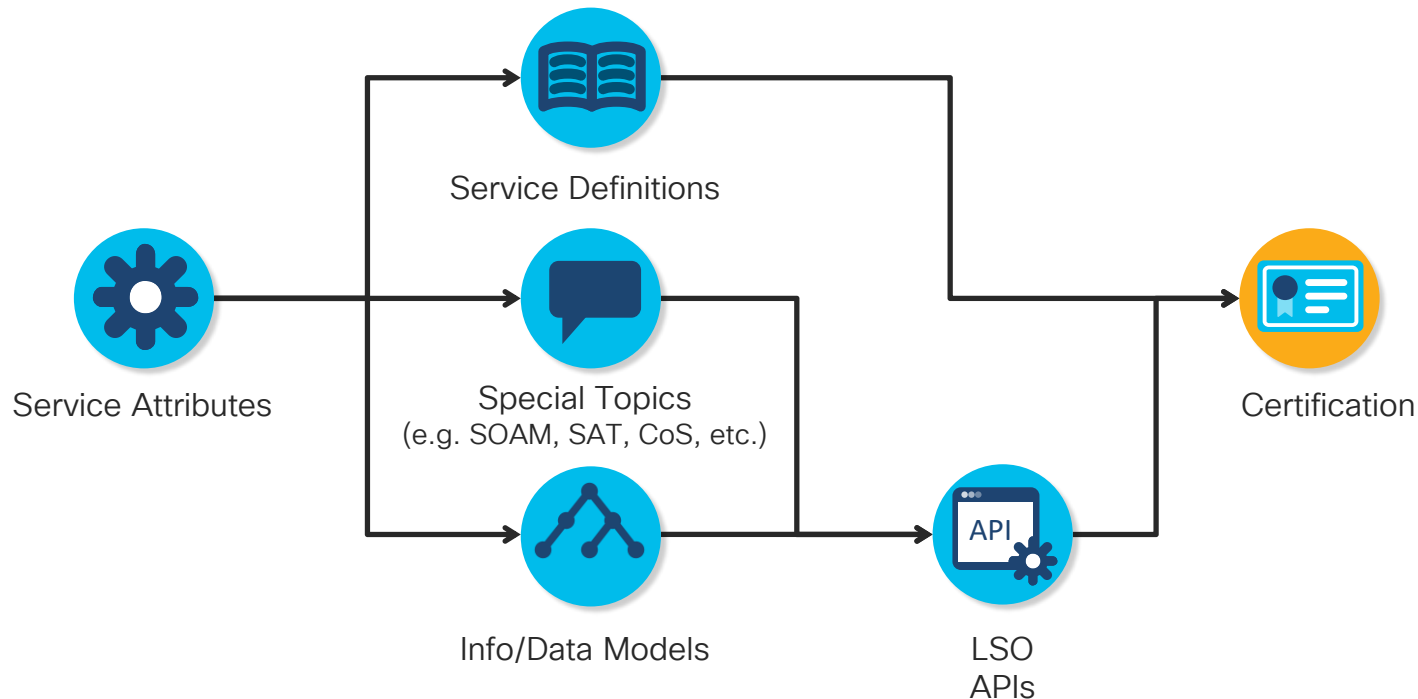 Service Definitions
Service Attributes
Special Topics
(e.g. SOAM, SAT, CoS, etc.)
Certification
API
Info/Data Models
LSO
APIs